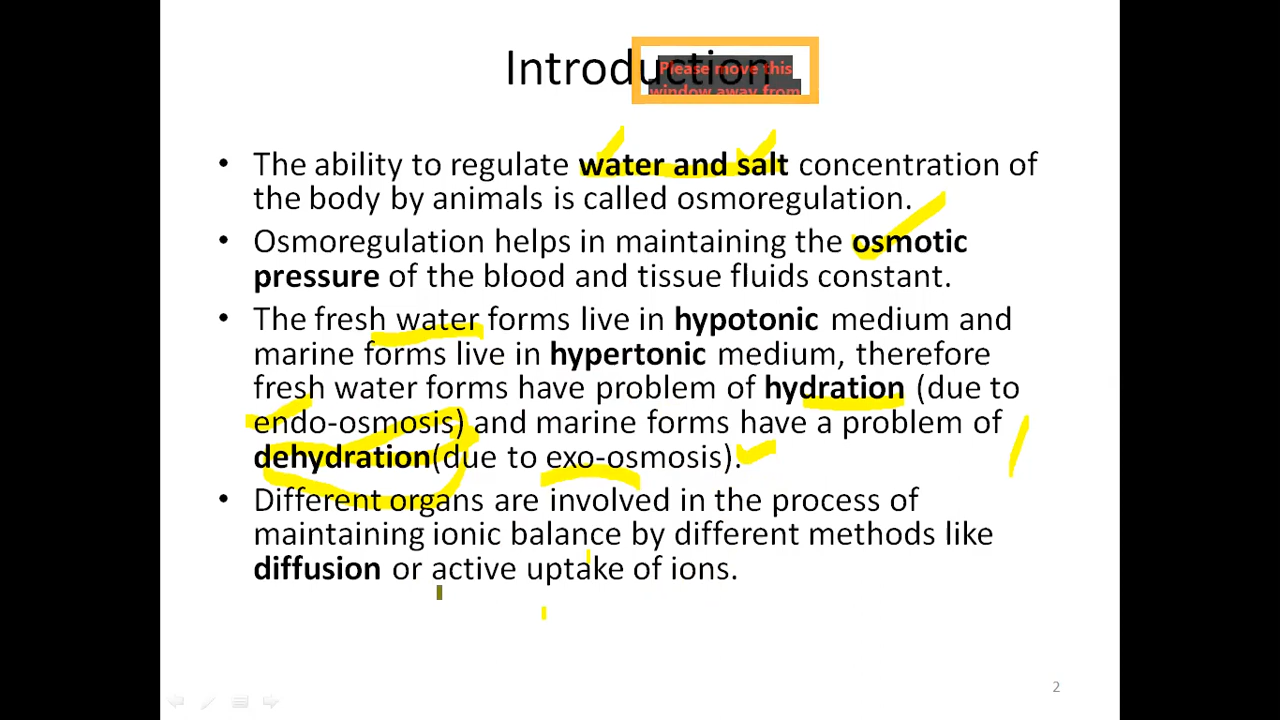 Introduction
Please move this
window away from
• The ability to regulate water and salt concentration of
the body by animals is called osmoregulation.
• Osmoregulation helps in maintaining the osmotic
pressure of the blood and tissue fluids constant.
• The fresh water forms live in hypotonic medium and
marine forms live in hypertonic medium, therefore
fresh water forms have problem of hydration (due to
endo-osmosis) and marine forms have a problem of
dehydration(due to exo-osmosis).
• Different organs are involved in the process of
maintaining ionic balance by different methods like
diffusion or active uptake of ions.
2